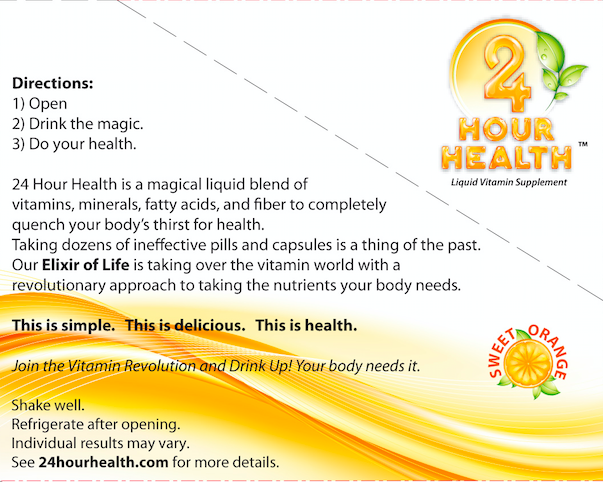 24
HOUR
HEALTH™
Liquid Vitamin Supplement
Directions:
1) Open
2) Drink the magic.
3) Do your health.
24 Hour Health is a magical liquid blend of
vitamins, minerals, fatty acids, and fiber to completely
quench your body's thirst for health.
Taking dozens of ineffective pills and capsules is a thing of the past.
Our Elixir of Life is taking over the vitamin world with a
revolutionary approach to taking the nutrients your body needs.
This is simple. This is delicious. This is health.
SWEET ORANGE
Join the Vitamin Revolution and Drink Up! Your body needs it.
Shake well.
Refrigerate after opening.
Individual results may vary.
See 24hourhealth.com for more details.